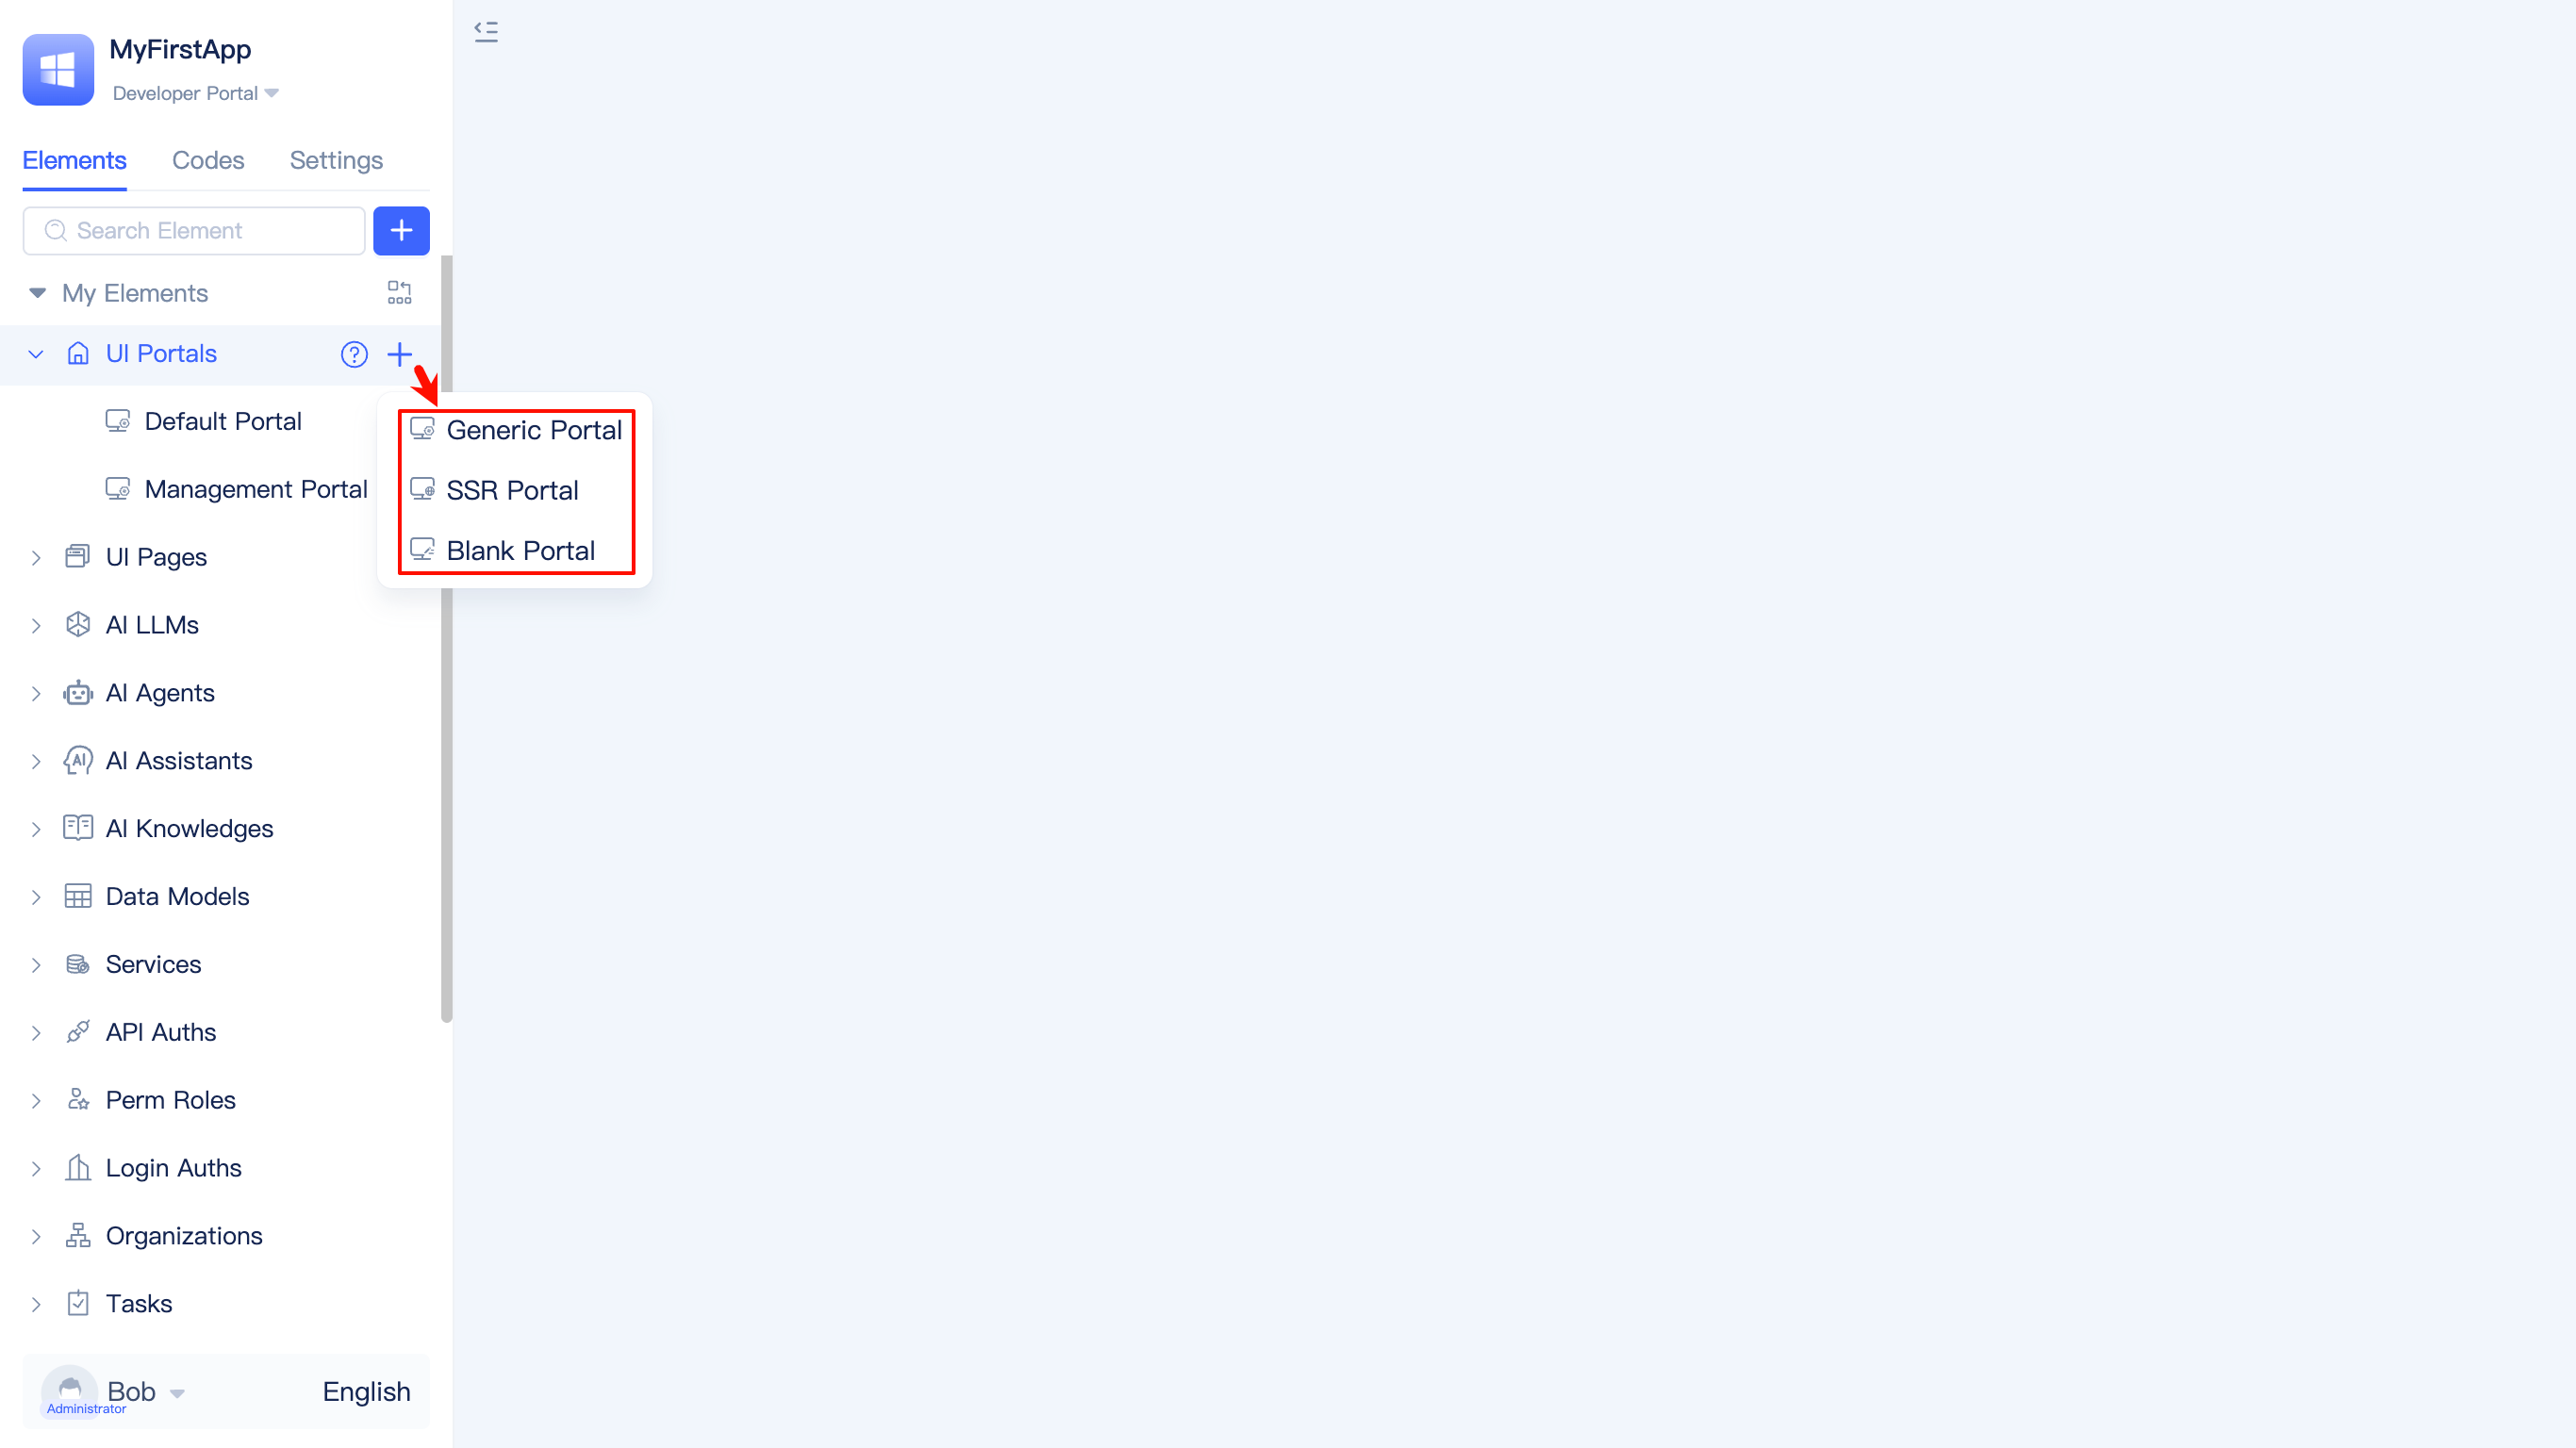 MyFirstApp
Developer Portal
Elements Codes Settings
Search Element
My Elements
UI Portals
Default Portal
Management Portal
Generic Portal
SSR Portal
Blank Portal
UI Pages
AI LLMs
AI Agents
AI Assistants
AI Knowledges
Data Models
Services
API Auths
Perm Roles
Login Auths
Organizations
Tasks
Bob
Administrator
English